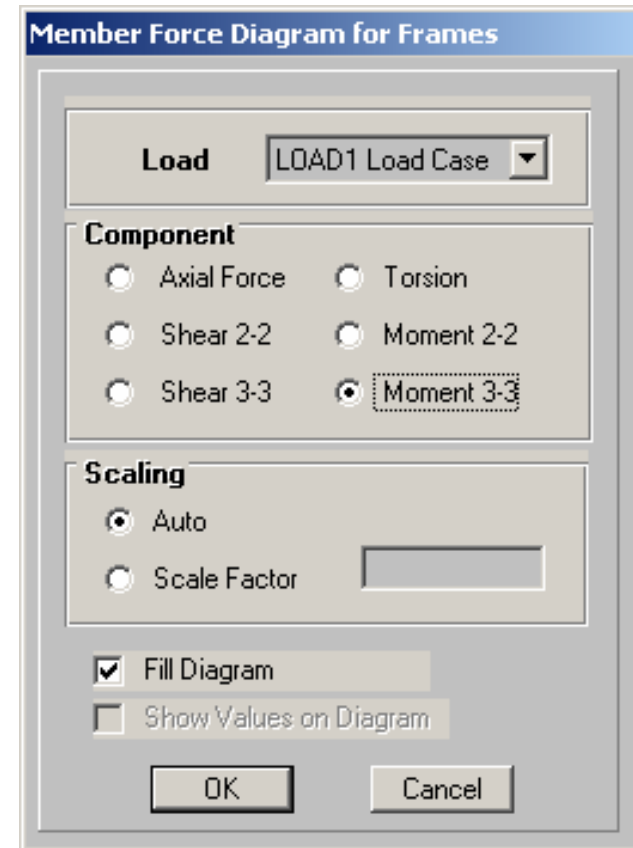 Member Force Diagram for Frames
Load LOAD1 Load Case
Component
Axial Force Torsion
Shear 2-2 Moment 2-2
Shear 3-3 Moment 3-3
Scaling
Auto
Scale Factor
Fill Diagram
Show Values on Diagram
OK Cancel